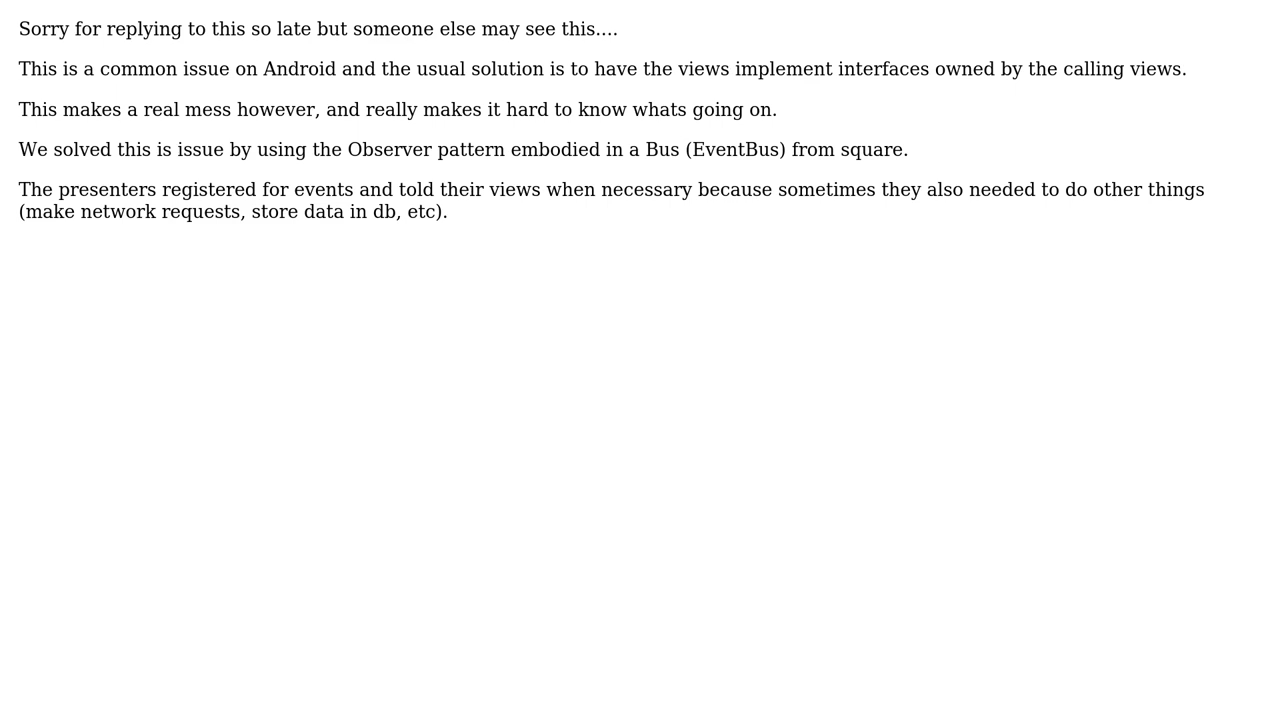 Sorry for replying to this so late but someone else may see this....
This is a common issue on Android and the usual solution is to have the views implement interfaces owned by the calling views.
This makes a real mess however, and really makes it hard to know whats going on.
We solved this is issue by using the Observer pattern embodied in a Bus (EventBus) from square.
The presenters registered for events and told their views when necessary because sometimes they also needed to do other things
(make network requests, store data in db, etc).